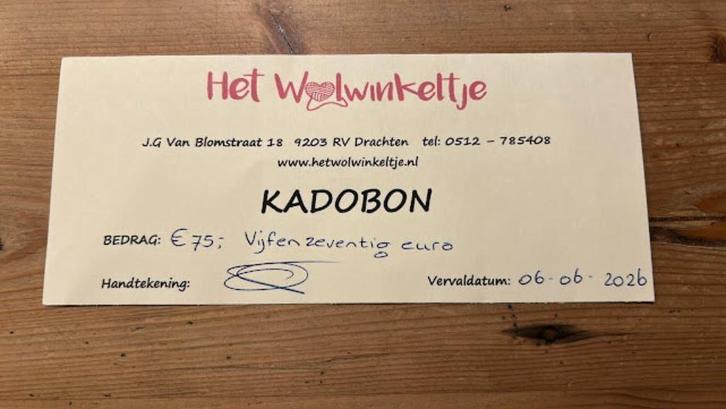 Het Wolwinkeltje
J.G Van Blomstraat 18 9203 RV Drachten tel: 0512 - 785408
www.hetwolwinkeltje.nl
KADOBON
BEDRAG: € 75,- Vijfenzeventig euro
Handtekening: Vervaldatum: 06-06-2026